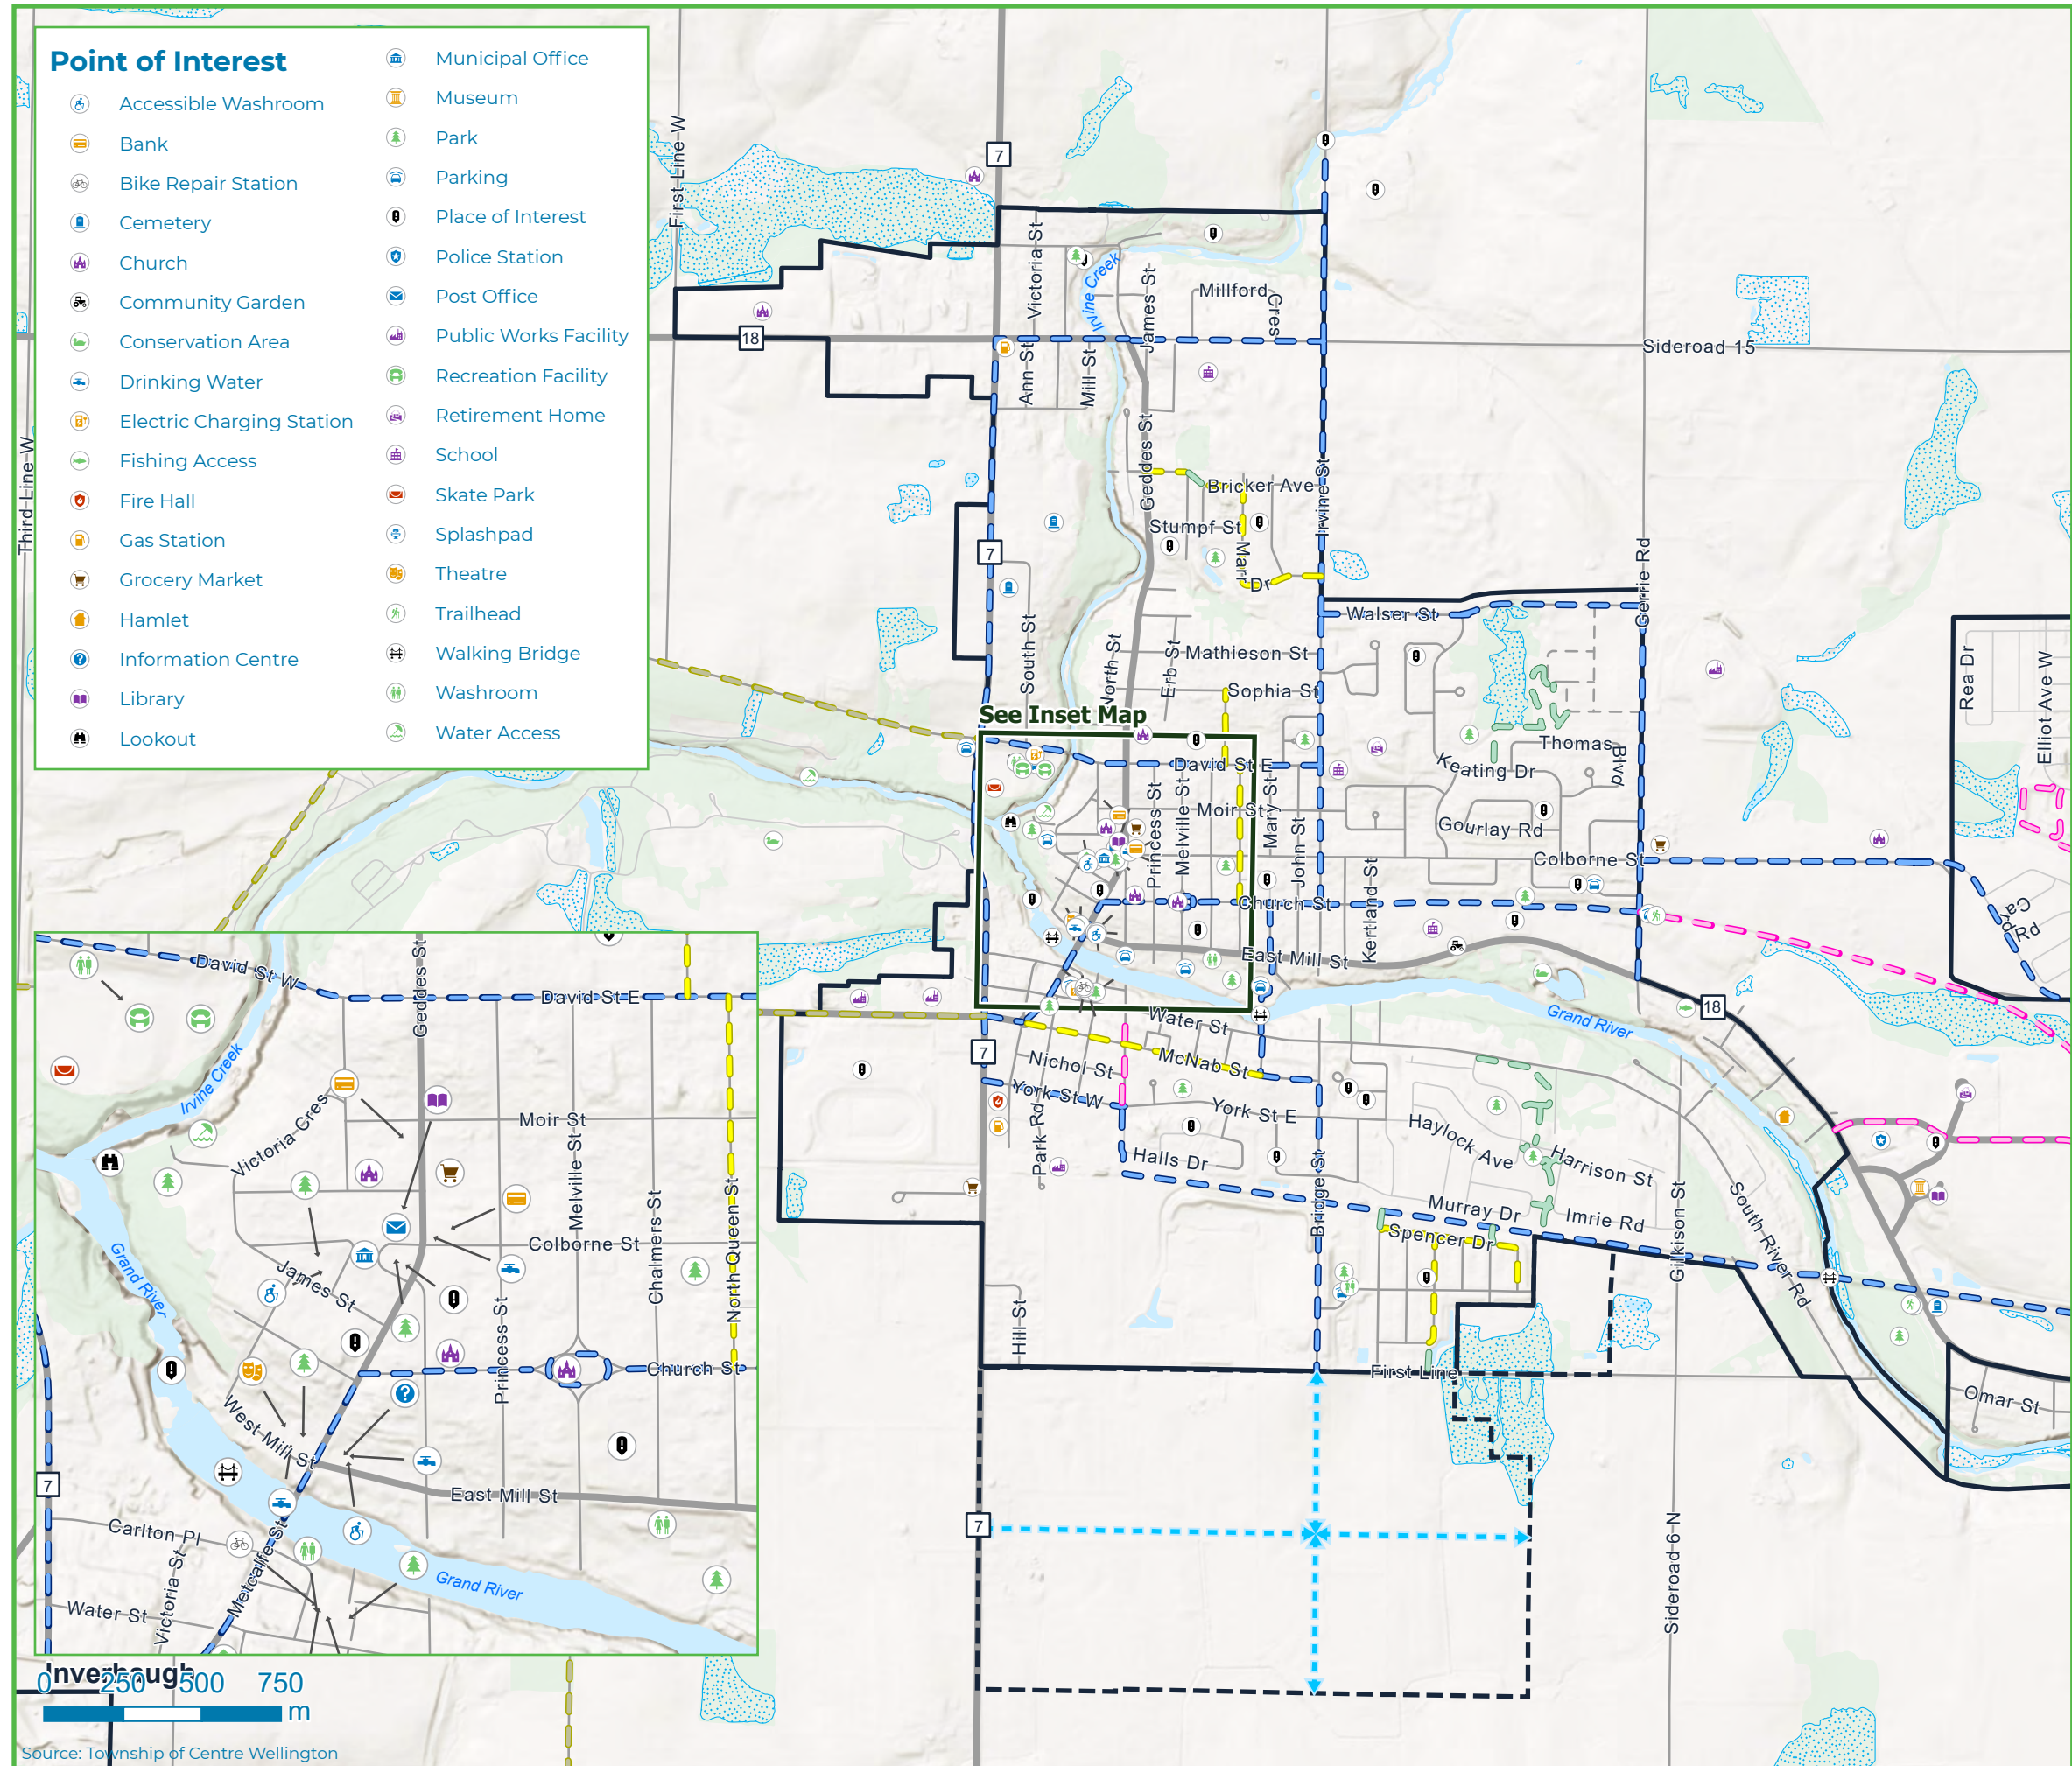 Point of Interest
Accessible Washroom
Bank
Bike Repair Station
Cemetery
Church
Community Garden
Conservation Area
Drinking Water
Electric Charging Station
Fishing Access
Fire Hall
Gas Station
Grocery Market
Hamlet
Information Centre
Library
Lookout
Municipal Office
Museum
Park
Parking
Place of Interest
Police Station
Post Office
Public Works Facility
Recreation Facility
Retirement Home
School
Skate Park
Splashpad
Theatre
Trailhead
Walking Bridge
Washroom
Water Access
First Line W
Third Line W
7
18
Victoria St
Irvine Creek
James St
Millford
Cres
Sideroad 15
Ann St
Mill St
Geddes St
Bricker Ave
Irvine St
Stumpf St
Marr
Dr
7
Gerrie Rd
Walser St
South St
North St
Erb St
Mathieson St
Sophia St
See Inset Map
David St E
Thomas
Blvd
Keating Dr
Rea Dr
Elliot Ave W
Princess St
Melville St
Moir St
Mary St
John St
Gourlay Rd
Colborne St
Kertland St
Church St
East Mill St
Grand River
18
Water St
7
Nichol St
McNab St
York St W
York St E
Park Rd
Halls Dr
Haylock Ave
Harrison St
Murray Dr
Imrie Rd
Spencer Dr
Bridge St
Gilkison St
South River Rd
Hill St
First Line
Omar St
7
Sideroad 6 N
David St W
David St E
Geddes St
Irvine Creek
Victoria Cres
Moir St
Melville St
Colborne St
Chalmers St
North Queen St
James St
Grand River
Princess St
Church St
West Mill St
East Mill St
7
Carlton Pl
Victoria St
Metcalfe St
Water St
Grand River
Inverhaugh
0 250 500 750
m
Source: Township of Centre Wellington